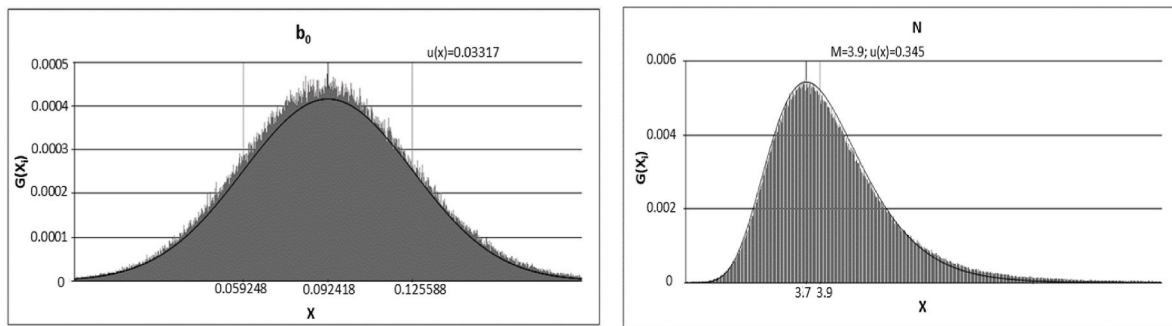 b₀
u(x)=0.03317
0.0005
0.0004
0.0003
0.0002
0.0001
0
G(Xᵢ)
0.059248 0.092418 0.125588
X
N
M=3.9; u(x)=0.345
0.006
0.004
0.002
0
G(Xᵢ)
3.7 3.9
X